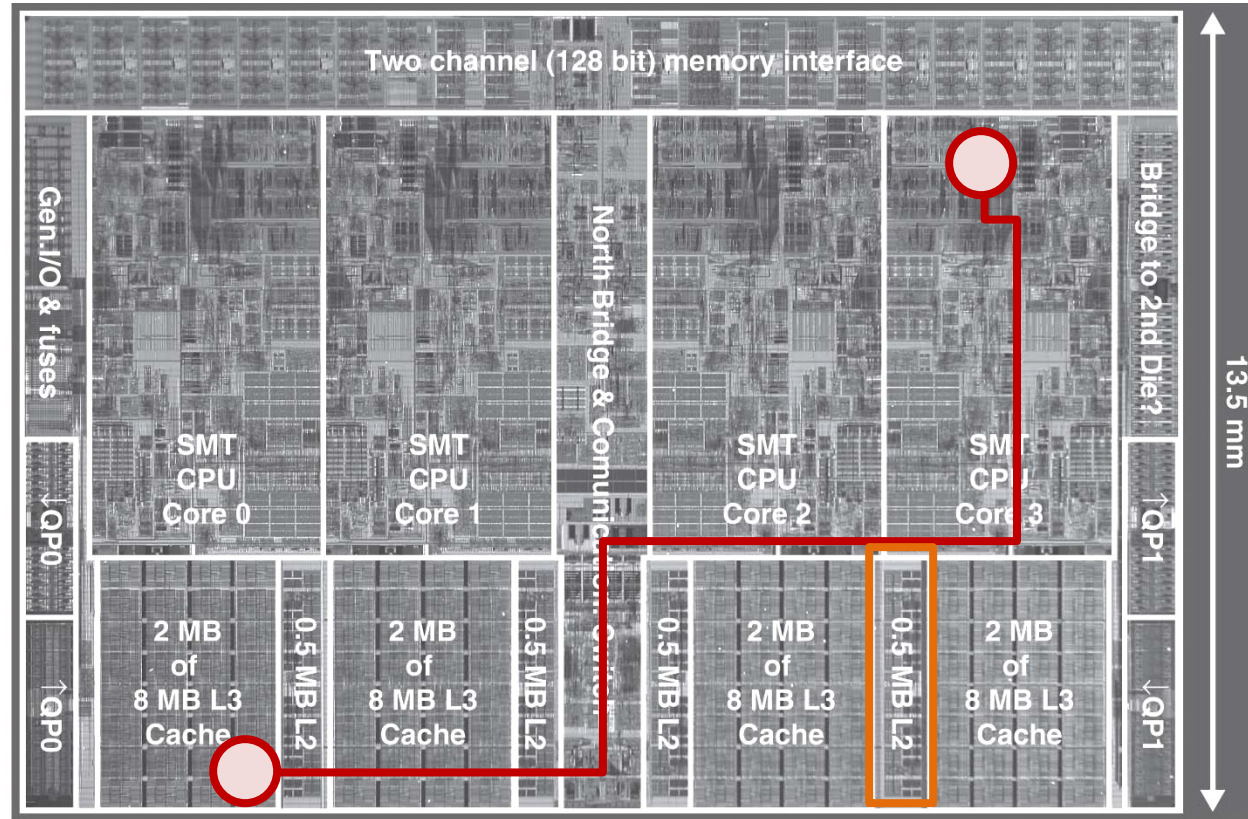 Two channel (128 bit) memory interface
Gen.I/O & fuses
SMT
CPU
Core 0
SMT
CPU
Core 1
North Bridge & Comunication Switch
SMT
CPU
Core 2
SMT
CPU
Core 3
Bridge to 2nd Die?
13.5 mm
↓QP0
↑QP0
2 MB
of
8 MB L3
Cache
0.5 MB L2
2 MB
of
8 MB L3
Cache
0.5 MB L2
0.5 MB L2
2 MB
of
8 MB L3
Cache
0.5 MB L2
2 MB
of
8 MB L3
Cache
↑QP1
↓QP1